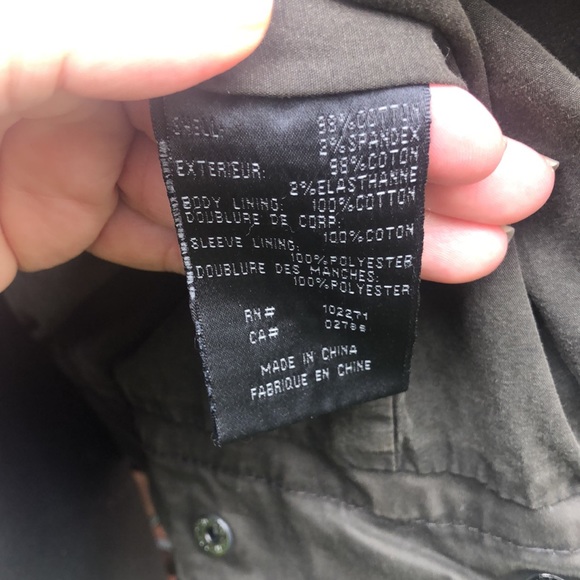 SHELL: 98%COTTON
2%SPANDEX
EXTERIEUR: 98%COTON
2%ELASTHANNE
BODY LINING: 100%COTTON
DOUBLURE DE CORP:
100%COTON
SLEEVE LINING:
100%POLYESTER
DOUBLURE DES MANCHES:
100%POLYESTER
RN# 102271
CA#
MADE IN CHINA
FABRIQUE EN CHINE